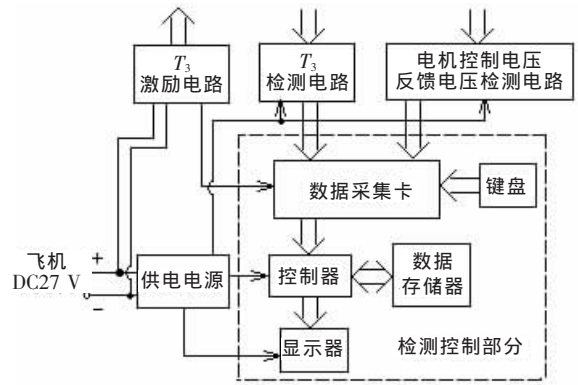 T3
激励电路
T3
检测电路
电机控制电压
反馈电压检测电路
数据采集卡
键盘
飞机
DC27 V
+
−
供电电源
控制器
数据
存储器
显示器
检测控制部分